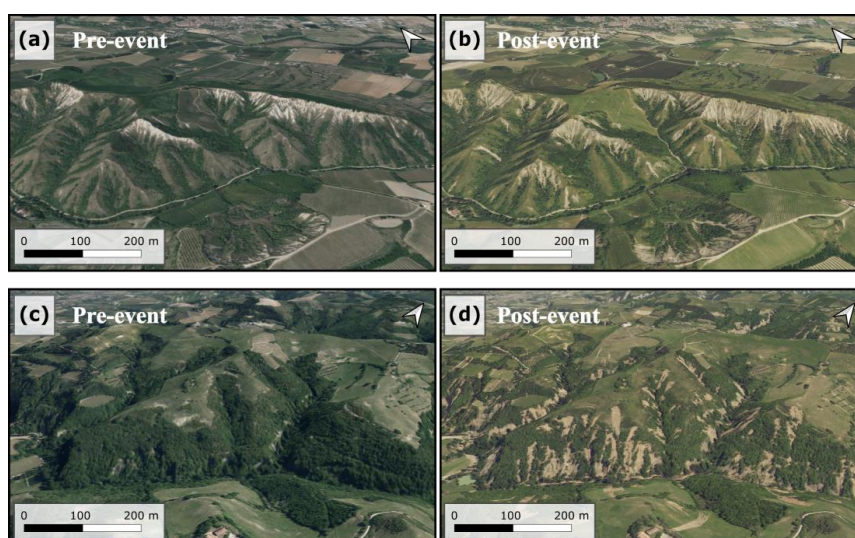 (a) Pre-event
(b) Post-event
0 100 200 m
0 100 200 m
(c) Pre-event
(d) Post-event
0 100 200 m
0 100 200 m